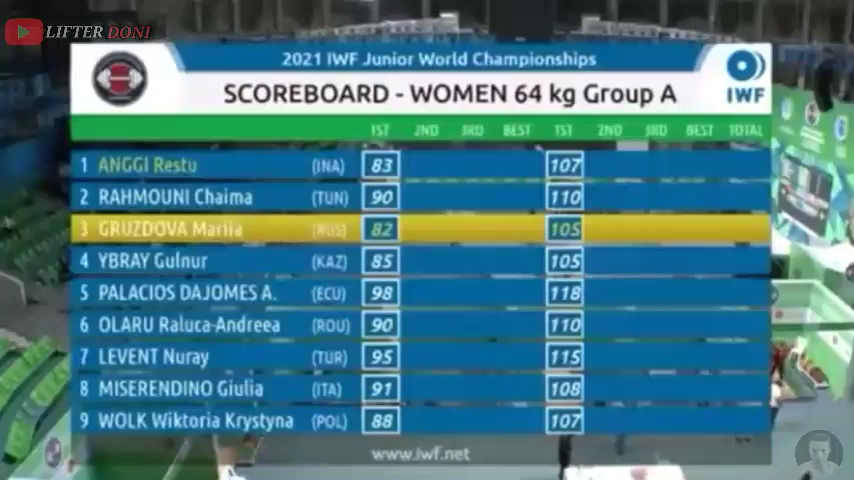 LIFTER DONI
2021 IWF Junior World Championships
SCOREBOARD - WOMEN 64 kg Group A
IWF
1ST 2ND 3RD BEST 1ST 2ND 3RD BEST TOTAL
1 ANGGI Restu (INA) 83 107
2 RAHMOUNI Chaima (TUN) 90 110
3 GRUZDOVA Mariia (RUS) 82 105
4 YBRAY Gulnur (KAZ) 85 105
5 PALACIOS DAJOMES A. (ECU) 98 118
6 OLARU Raluca-Andreea (ROU) 90 110
7 LEVENT Nuray (TUR) 95 115
8 MISERENDINO Giulia (ITA) 91 108
9 WOLK Wiktoria Krystyna (POL) 88 107
www.iwf.net